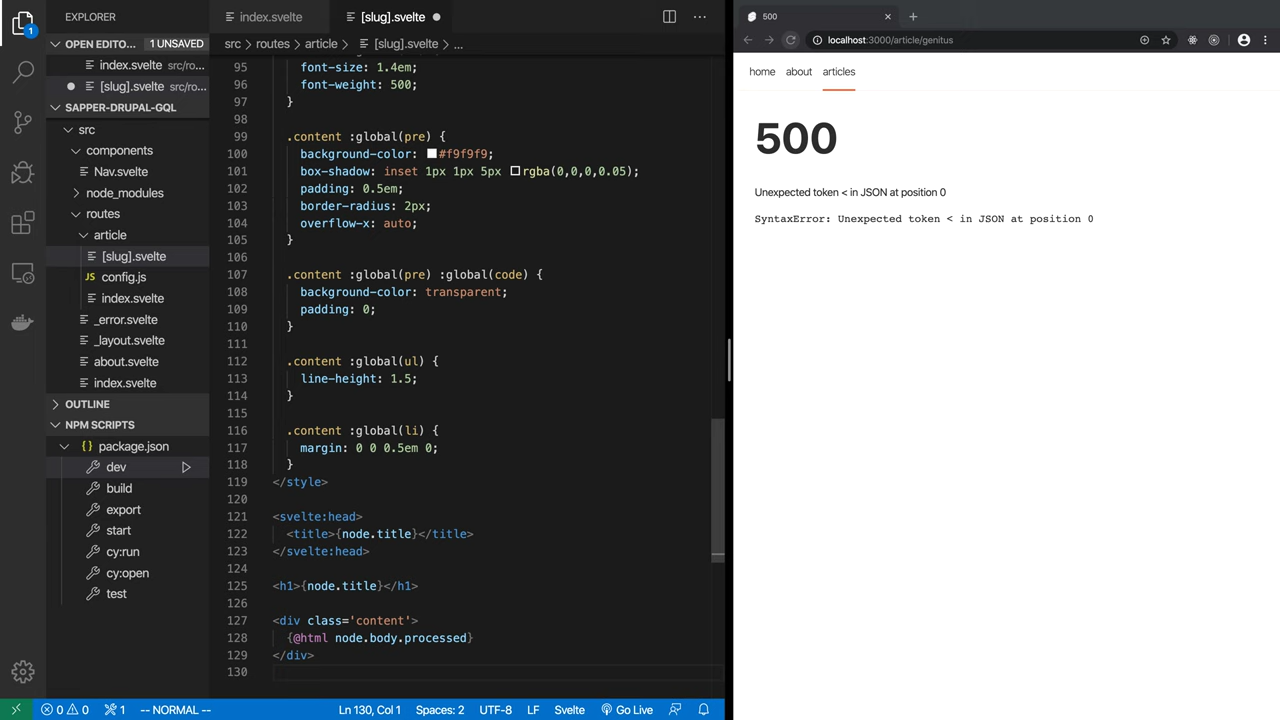 EXPLORER
OPEN EDITO... 1 UNSAVED
index.svelte src/ro...
[slug].svelte src/ro...
SAPPER-DRUPAL-GQL
src
components
Nav.svelte
node_modules
routes
article
[slug].svelte
JS config.js
index.svelte
_error.svelte
_layout.svelte
about.svelte
index.svelte
OUTLINE
NPM SCRIPTS
{} package.json
dev
build
export
start
cy:run
cy:open
test
1
index.svelte [slug].svelte
src > routes > article > [slug].svelte > ...
95 font-size: 1.4em;
96 font-weight: 500;
97 }
98
99 .content :global(pre) {
100 background-color: #f9f9f9;
101 box-shadow: inset 1px 1px 5px rgba(0,0,0,0.05);
102 padding: 0.5em;
103 border-radius: 2px;
104 overflow-x: auto;
105 }
106
107 .content :global(pre) :global(code) {
108 background-color: transparent;
109 padding: 0;
110 }
111
112 .content :global(ul) {
113 line-height: 1.5;
114 }
115
116 .content :global(li) {
117 margin: 0 0 0.5em 0;
118 }
119 </style>
120
121 <svelte:head>
122 <title>{node.title}</title>
123 </svelte:head>
124
125 <h1>{node.title}</h1>
126
127 <div class='content'>
128 {@html node.body.processed}
129 </div>
130
0 0 1 -- NORMAL -- Ln 130, Col 1 Spaces: 2 UTF-8 LF Svelte Go Live
500
localhost:3000/article/genitus
home about articles
500
Unexpected token < in JSON at position 0
SyntaxError: Unexpected token < in JSON at position 0